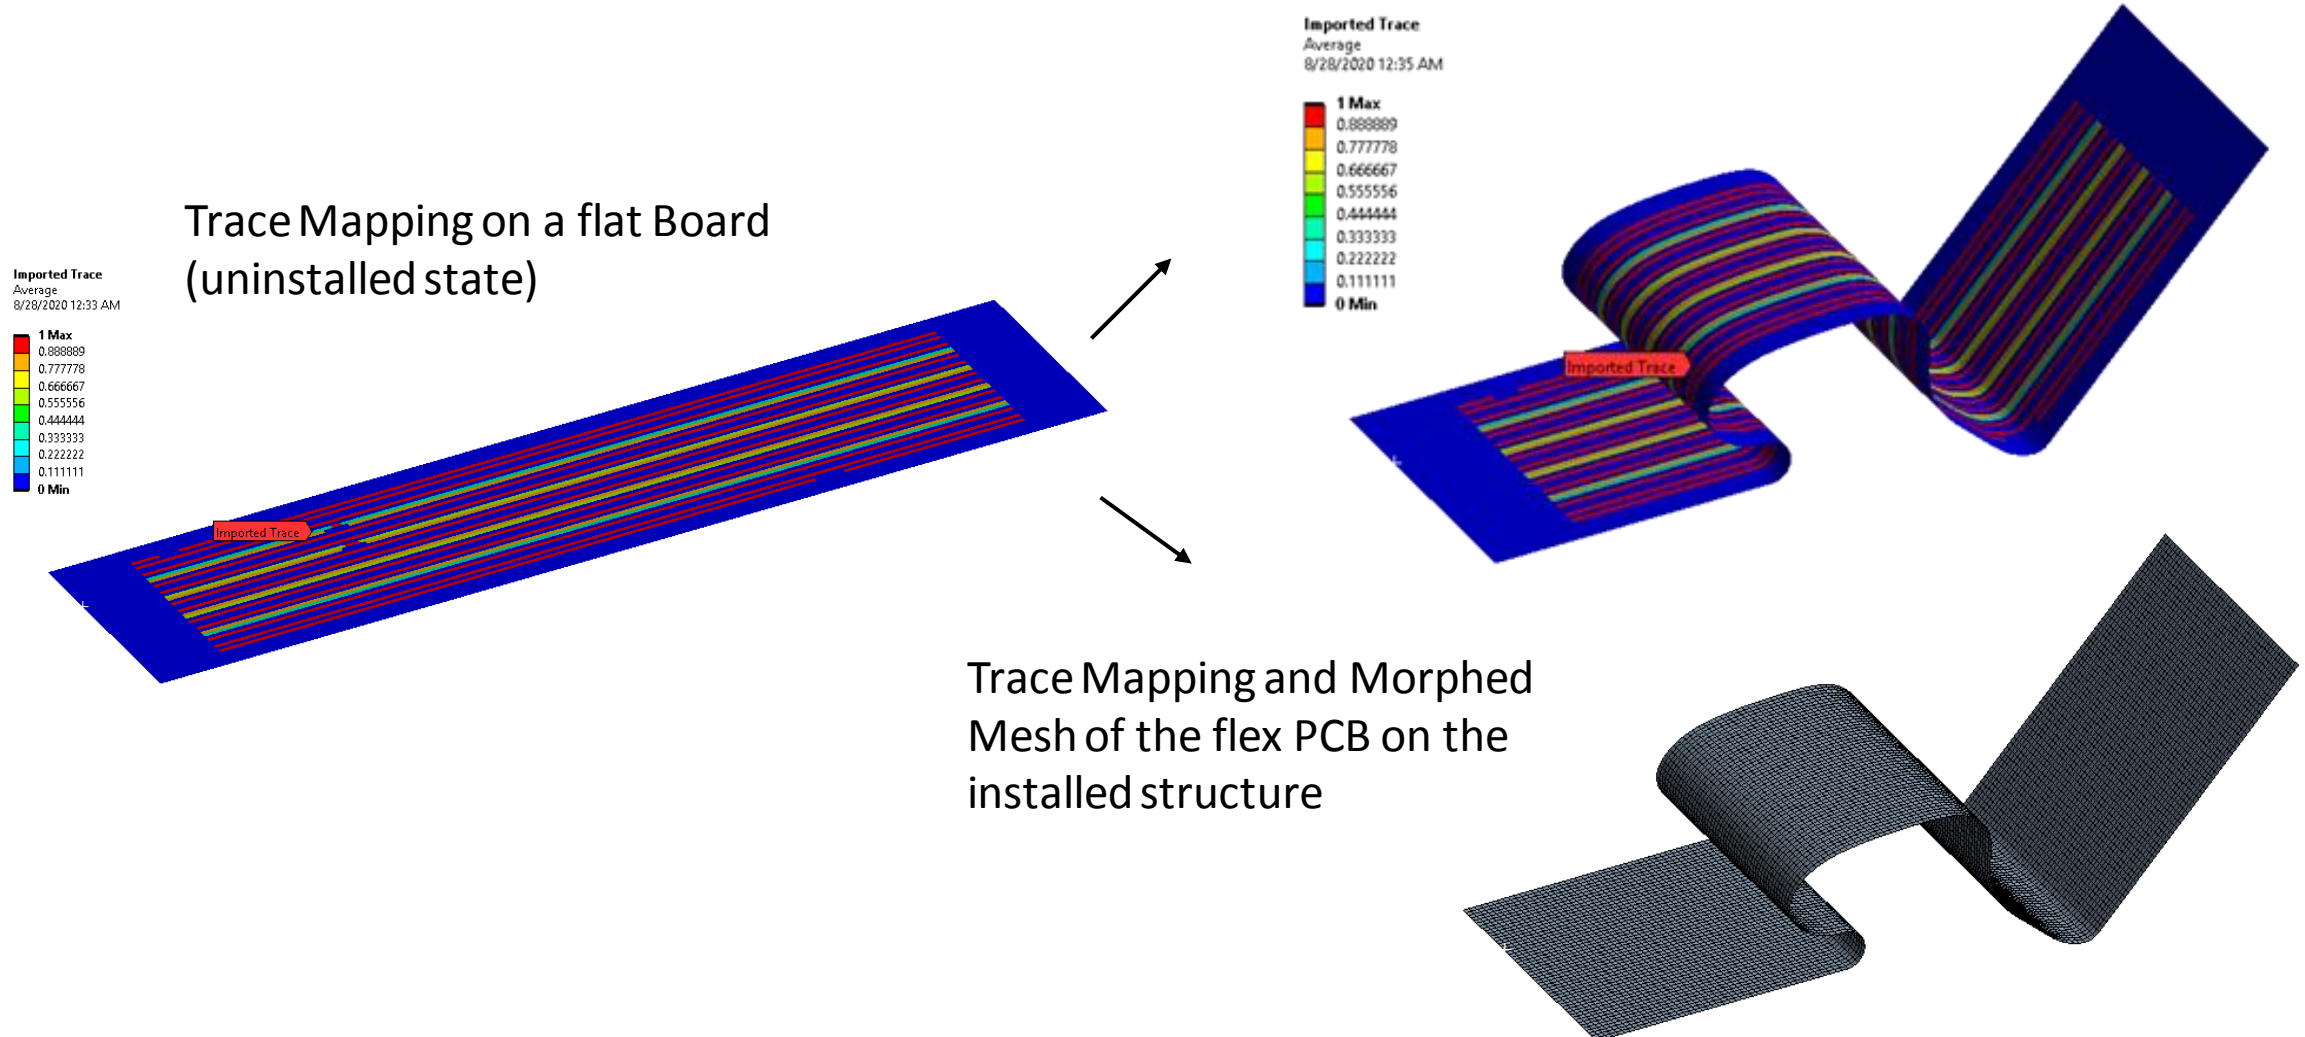 Trace Mapping on a flat Board
(uninstalled state)
Imported Trace
Average
8/28/2020 12:33 AM
1 Max
0.888889
0.777778
0.666667
0.555556
0.444444
0.333333
0.222222
0.111111
0 Min
Imported Trace
Imported Trace
Average
8/28/2020 12:35 AM
1 Max
0.888889
0.777778
0.666667
0.555556
0.444444
0.333333
0.222222
0.111111
0 Min
Imported Trace
Trace Mapping and Morphed
Mesh of the flex PCB on the
installed structure